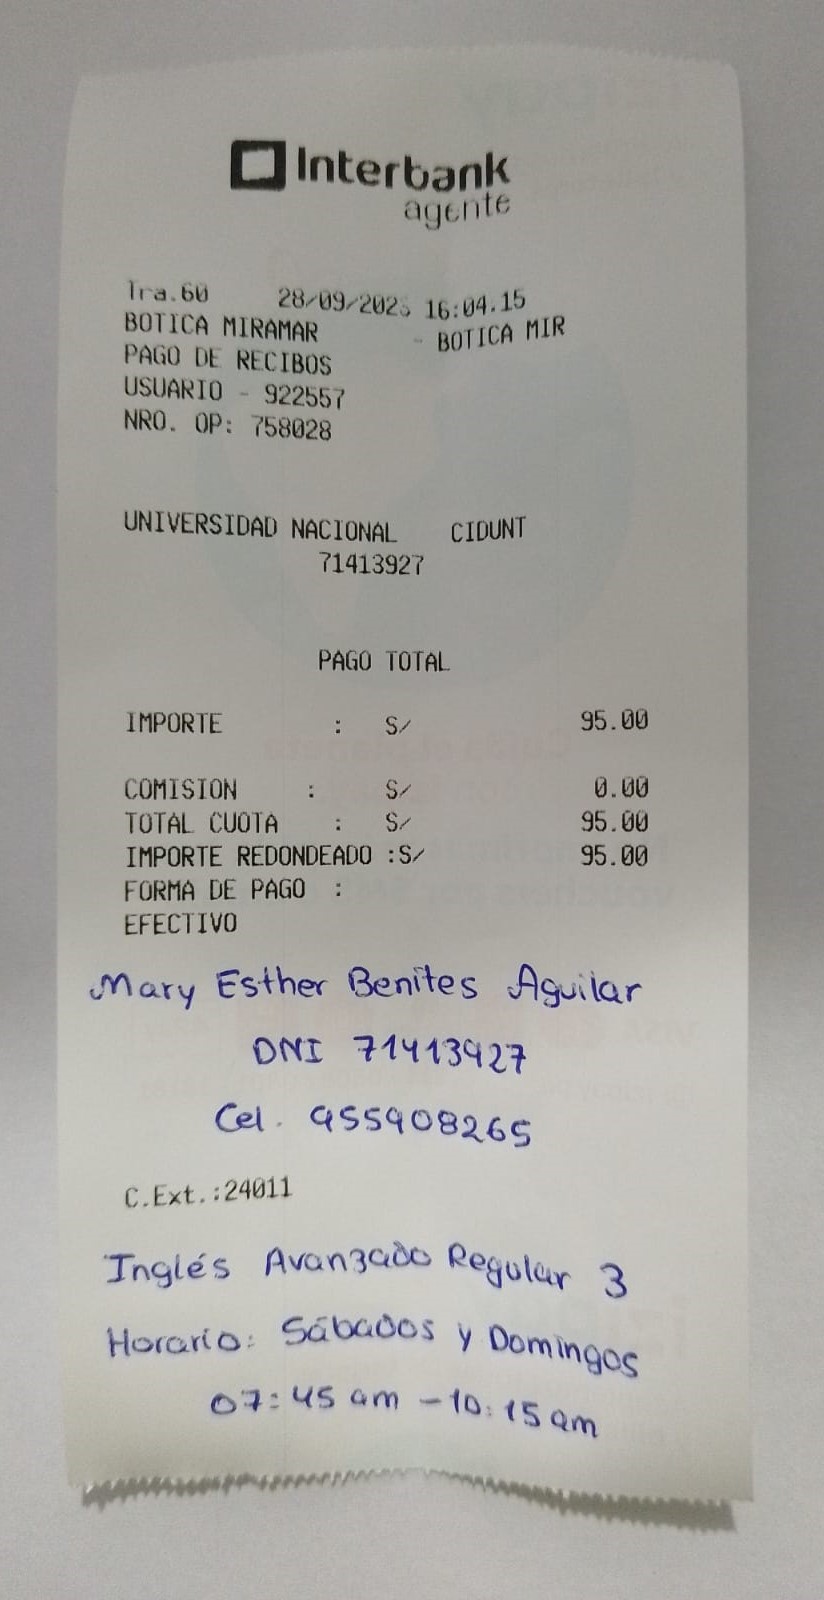 Interbank
agente
Tra.60 28/09/2025 16:04.15
BOTICA MIRAMAR - BOTICA MIR
PAGO DE RECIBOS
USUARIO - 922557
NRO. OP: 758028
UNIVERSIDAD NACIONAL CIDUNT
71413927
PAGO TOTAL
IMPORTE : S/ 95.00
COMISION : S/ 0.00
TOTAL CUOTA : S/ 95.00
IMPORTE REDONDEADO :S/ 95.00
FORMA DE PAGO :
EFECTIVO
Mary Esther Benites Aguilar
DNI 71413927
Cel. 955908265
C.Ext.:24011
Inglés Avanzado Regular 3
Horario: Sábados y Domingos
07:45 am - 10:15 am